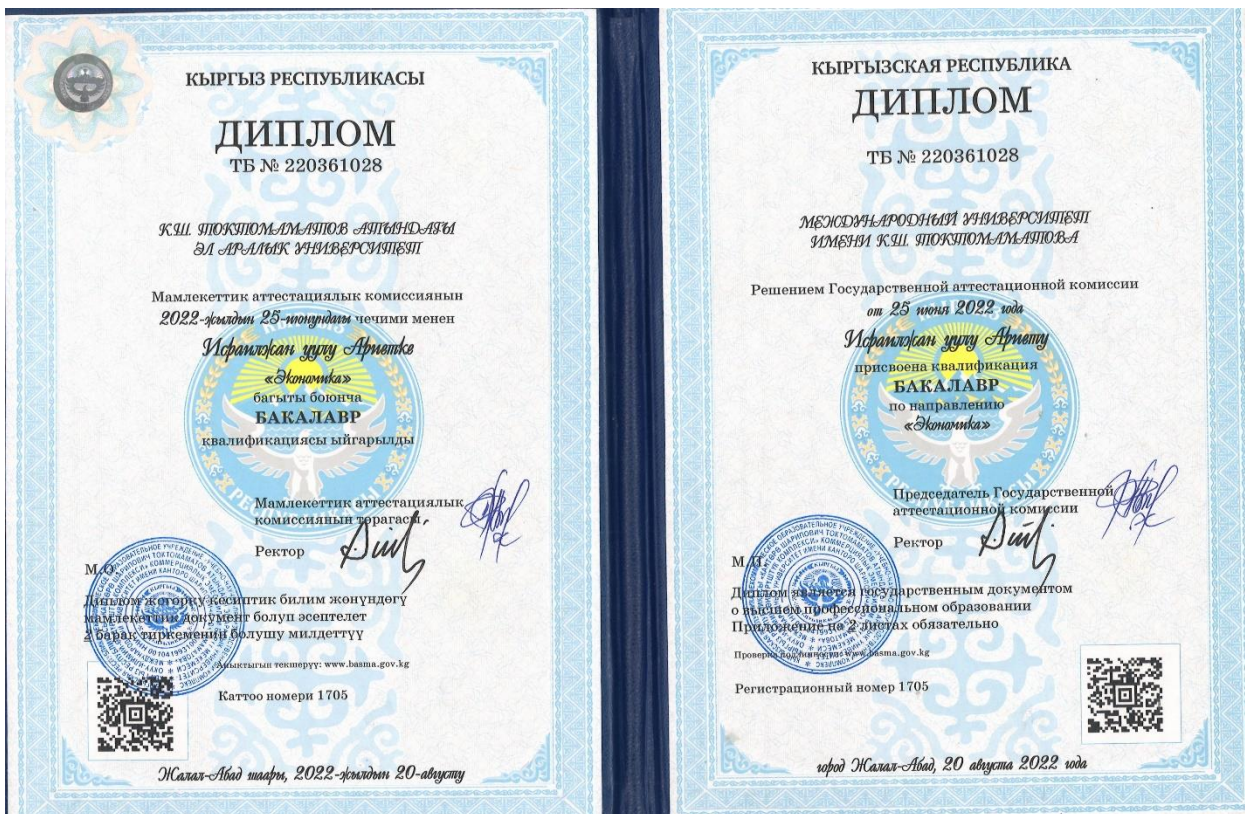 КЫРГЫЗ РЕСПУБЛИКАСЫ
ДИПЛОМ
ТБ № 220361028
К.Ш. ТОКТОМАМАТОВ АТЫНДАГЫ
ЭЛ АРАЛЫК УНИВЕРСИТЕТ
Мамлекеттик аттестациялык комиссиянын
2022-жылдын 25-июнундагы чечими менен
Исраилжан уулу Ариетке
«Экономика»
багыты боюнча
БАКАЛАВР
квалификациясы ыйгарылды
Мамлекеттик аттестациялык
комиссиянын төрагасы
Ректор
М.О.
Диплом жогорку кесиптик билим жөнүндөгү
мамлекеттик документ болуп эсептелет
2 барак тиркеменин болушу милдеттүү
Аныктыгын текшерүү: www.basma.gov.kg
Каттоо номери 1705
Жалал-Абад шаары, 2022-жылдын 20-августу
КЫРГЫЗСКАЯ РЕСПУБЛИКА
ДИПЛОМ
ТБ № 220361028
МЕЖДУНАРОДНЫЙ УНИВЕРСИТЕТ
ИМЕНИ К.Ш. ТОКТОМАМАТОВА
Решением Государственной аттестационной комиссии
от 25 июня 2022 года
Исраилжан уулу Ариету
присвоена квалификация
БАКАЛАВР
по направлению
«Экономика»
Председатель Государственной
аттестационной комиссии
Ректор
М.П.
Диплом является государственным документом
о высшем профессиональном образовании
Приложение на 2 листах обязательно
Проверка www.basma.gov.kg
Регистрационный номер 1705
город Жалал-Абад, 20 августа 2022 года